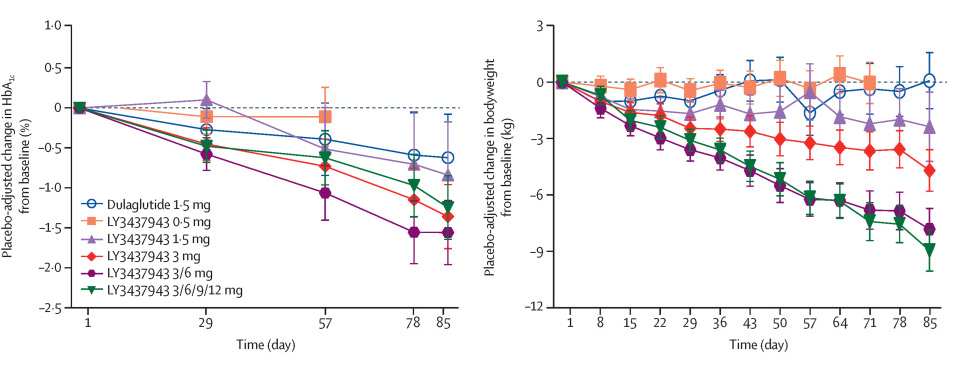 1·0
0·5
0
−0·5
−1·0
−1·5
−2·0
−2·5
Placebo-adjusted change in HbA1c
from baseline (%)
Dulaglutide 1·5 mg
LY3437943 0·5 mg
LY3437943 1·5 mg
LY3437943 3 mg
LY3437943 3/6 mg
LY3437943 3/6/9/12 mg
1 29 57 78 85
Time (day)
3
0
−3
−6
−9
−12
Placebo-adjusted change in bodyweight
from baseline (kg)
1 8 15 22 29 36 43 50 57 64 71 78 85
Time (day)